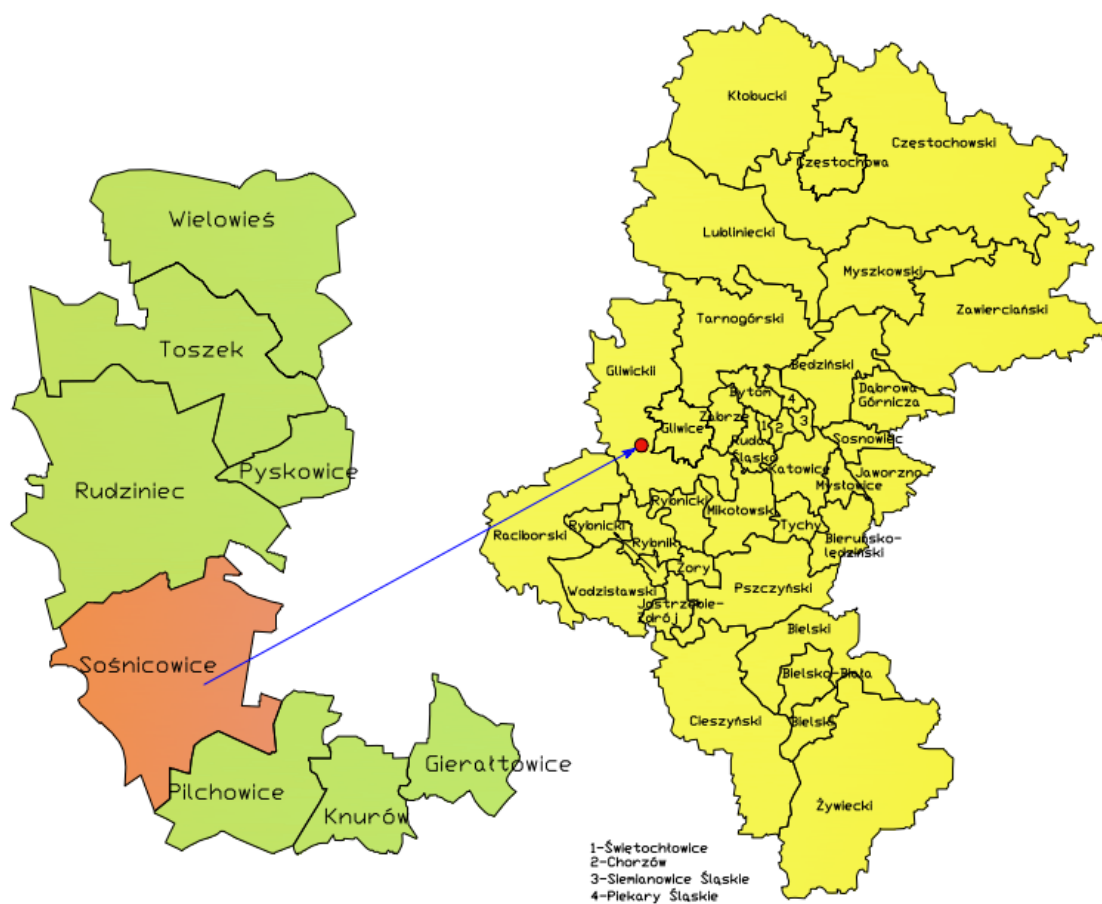 Wielowieś
Toszek
Pyskowice
Rudziniec
Sośnicowice
Pilchowice
Knurów
Gierałtowice
Kłobucki
Częstochowski
Częstochowa
Lubliniecki
Myszkowski
Zawierciański
Tarnogórski
Gliwickii
Będziński
Bytom
Dąbrowa
Górnicza
4
Zabrze
1
2
3
Gliwice
Ruda
Śląska
Sosnowiec
Katowice
Jaworzno
Mysłowice
Rybnicki
Mikołowsk
Raciborski
Rybnicki
Tychy
Bieruńsko-
lędziński
Rybnik
Żory
Pszczyński
Wodzisławski
Jastrzębie-
Zdrój
Bielski
Bielsko-Biała
Cieszyński
Bielski
Żywiecki
1-Świętochłowice
2-Chorzów
3-Siemianowice Śląskie
4-Piekary Śląskie